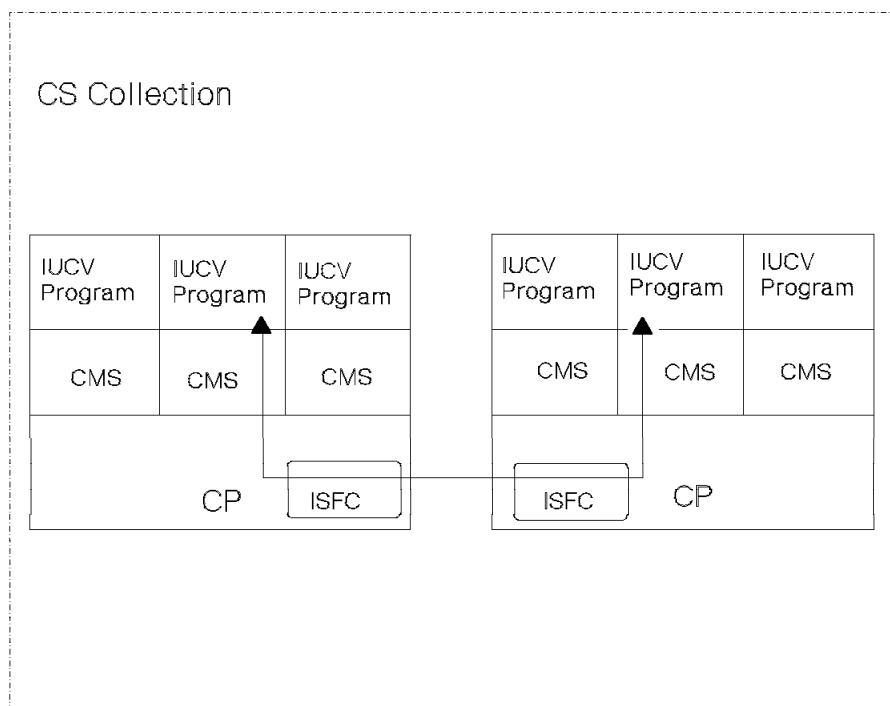 CS Collection
IUCV
Program
IUCV
Program
IUCV
Program
CMS
CMS
CMS
CP
ISFC
IUCV
Program
IUCV
Program
IUCV
Program
CMS
CMS
CMS
ISFC
CP